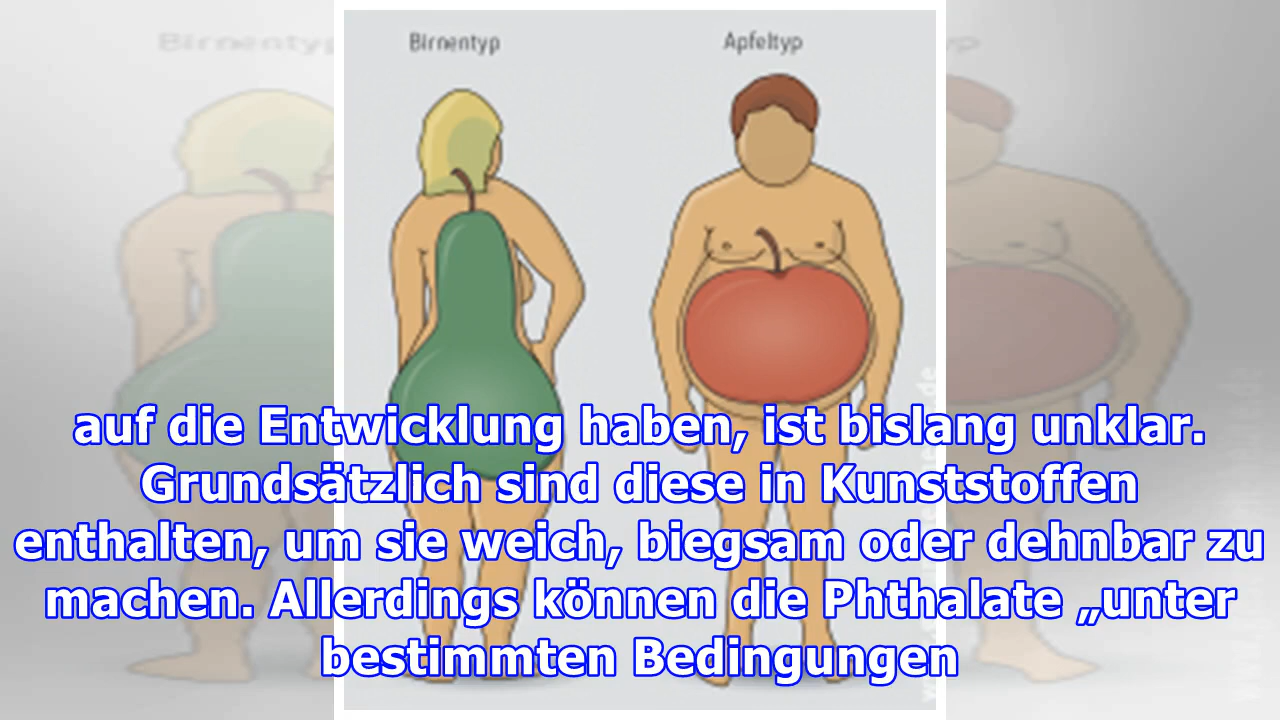 Birnentyp
Apfeltyp
auf die Entwicklung haben, ist bislang unklar.
Grundsätzlich sind diese in Kunststoffen
enthalten, um sie weich, biegsam oder dehnbar zu
machen. Allerdings können die Phthalate „unter
bestimmten Bedingungen